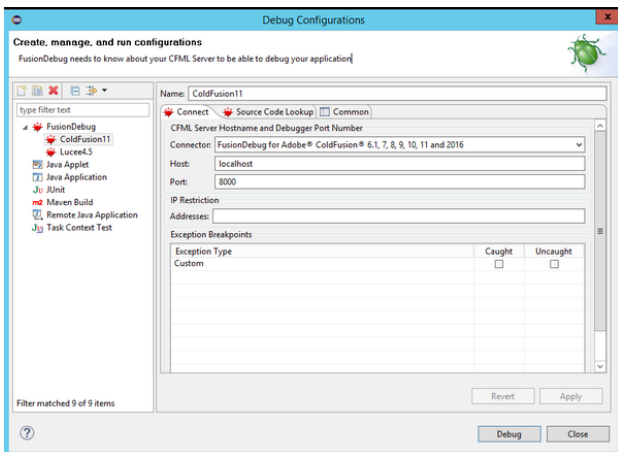 Debug Configurations
Create, manage, and run configurations
FusionDebug needs to know about your CFML Server to be able to debug your application
type filter text
FusionDebug
ColdFusion11
Lucee4.5
Java Applet
Java Application
Ju JUnit
m2 Maven Build
Remote Java Application
Task Context Test
Filter matched 9 of 9 items
Name: ColdFusion11
Connect Source Code Lookup Common
CFML Server Hostname and Debugger Port Number
Connector: FusionDebug for Adobe® ColdFusion® 6.1, 7, 8, 9, 10, 11 and 2016
Host: localhost
Port: 8000
IP Restriction
Addresses:
Exception Breakpoints
Exception Type Caught Uncaught
Custom
Revert Apply
Debug Close